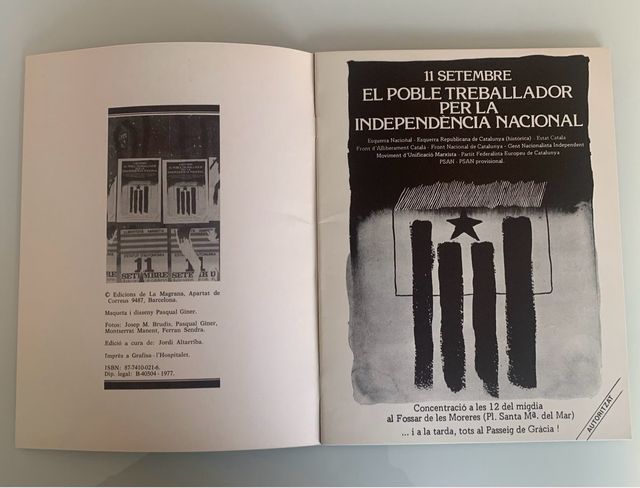 11
SETEMBRE
SETE
© Edicions de La Magrana, Apartat de
Correus 9487, Barcelona.
Maqueta i disseny Pasqual Giner.
Fotos: Josep M. Brudis, Pasqual Giner,
Montserrat Manent, Ferran Sendra.
Edició a cura de: Jordi Altarriba.
Imprès a Grafisa - l'Hospitalet.
ISBN: 87-7410-021-6.
Dip. legal: B-40504 - 1977.
11 SETEMBRE
EL POBLE TREBALLADOR
PER LA
INDEPENDÈNCIA NACIONAL
Esquerra Nacional - Esquerra Republicana de Catalunya (històrica) - Estat Català
Front d'Alliberament Català - Front Nacional de Catalunya - Gent Nacionalista Independent
Moviment d'Unificació Marxista - Partit Federalista Europeu de Catalunya
PSAN - PSAN provisional.
Concentració a les 12 del migdia
al Fossar de les Moreres (Pl. Santa Mª. del Mar)
... i a la tarda, tots al Passeig de Gràcia !
AUTORITZAT